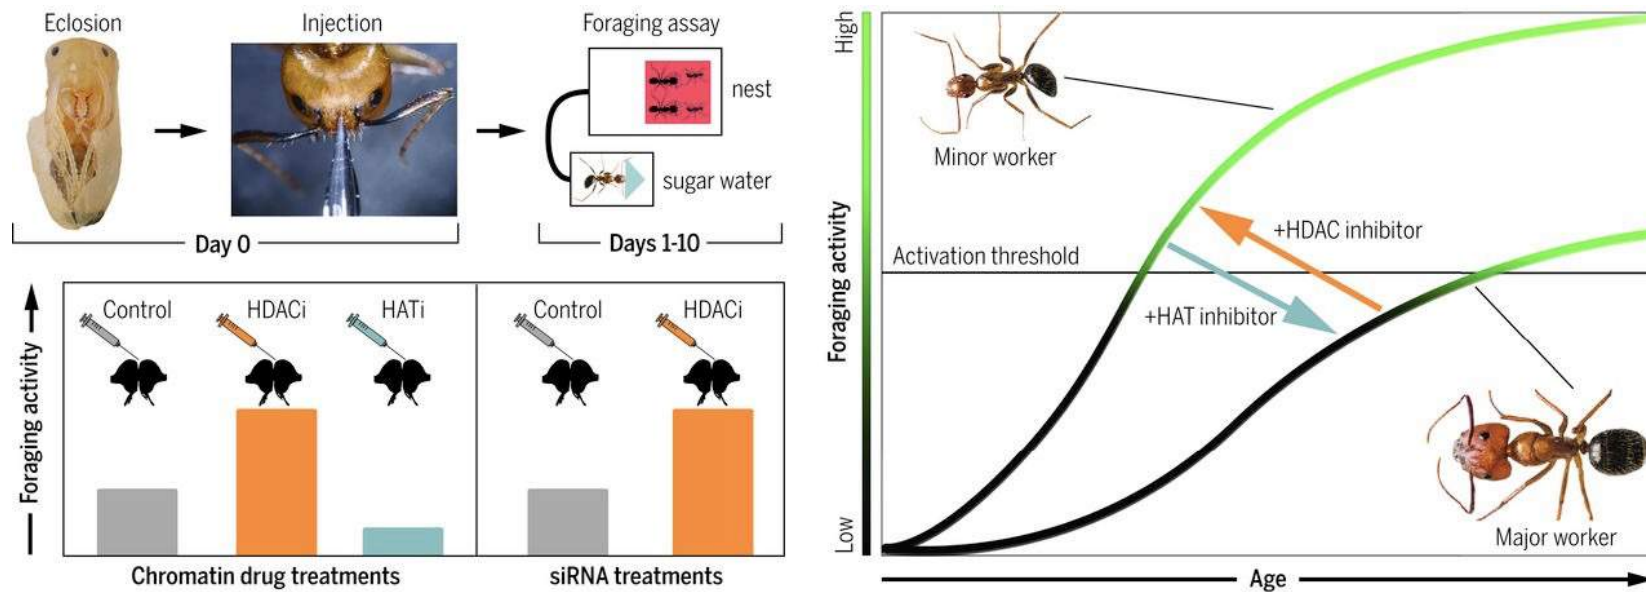 Eclosion
Injection
Foraging assay
nest
sugar water
Day 0
Days 1-10
Foraging activity
Control
HDACi
HATi
Control
HDACi
Chromatin drug treatments
siRNA treatments
Foraging activity
High
Low
Minor worker
Activation threshold
+HDAC inhibitor
+HAT inhibitor
Major worker
Age